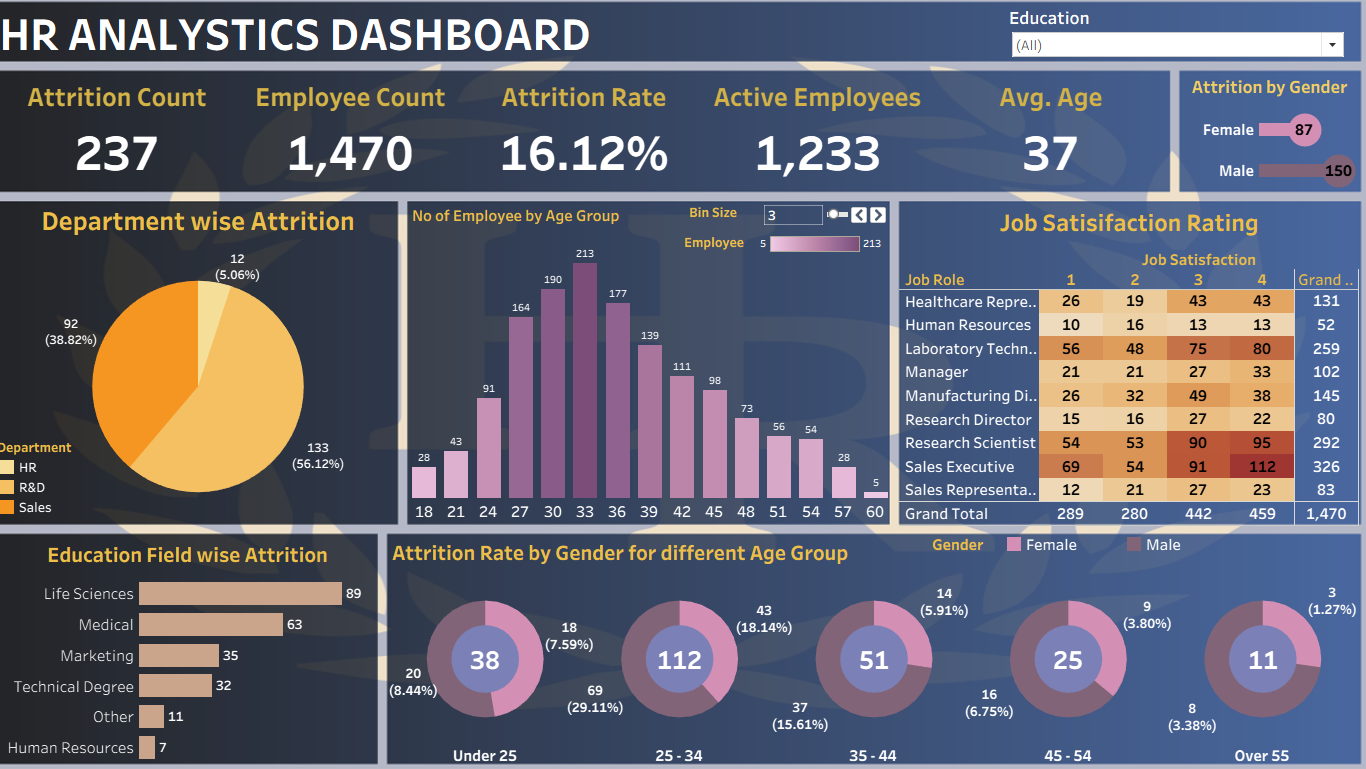 HR ANALYSTICS DASHBOARD
Education
(All)
Attrition Count
Employee Count
Attrition Rate
Active Employees
Avg. Age
237
1,470
16.12%
1,233
37
Attrition by Gender
Female 87
Male 150
Department wise Attrition
12
(5.06%)
92
(38.82%)
133
(56.12%)
Department
HR
R&D
Sales
No of Employee by Age Group
Bin Size
3
Employee
5
213
28
43
91
164
190
213
177
139
111
98
73
56
54
28
5
18 21 24 27 30 33 36 39 42 45 48 51 54 57 60
Job Satisifaction Rating
Job Satisfaction
Job Role 1 2 3 4 Grand ..
Healthcare Repre.. 26 19 43 43 131
Human Resources 10 16 13 13 52
Laboratory Techn.. 56 48 75 80 259
Manager 21 21 27 33 102
Manufacturing Di.. 26 32 49 38 145
Research Director 15 16 27 22 80
Research Scientist 54 53 90 95 292
Sales Executive 69 54 91 112 326
Sales Representa.. 12 21 27 23 83
Grand Total 289 280 442 459 1,470
Education Field wise Attrition
Life Sciences 89
Medical 63
Marketing 35
Technical Degree 32
Other 11
Human Resources 7
Attrition Rate by Gender for different Age Group
Gender
Female
Male
38
18
(7.59%)
20
(8.44%)
Under 25
112
43
(18.14%)
69
(29.11%)
25 - 34
51
14
(5.91%)
37
(15.61%)
35 - 44
25
9
(3.80%)
16
(6.75%)
45 - 54
11
3
(1.27%)
8
(3.38%)
Over 55
HR